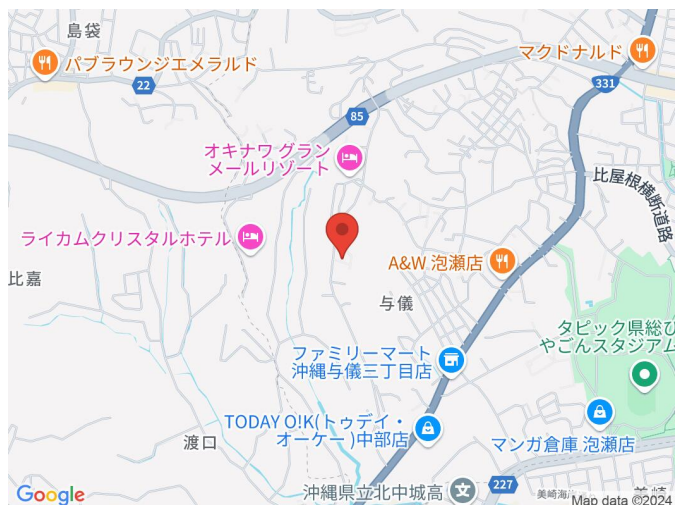 島袋
パブラウンジエメラルド
22
マクドナルド
331
85
オキナワ グラン
メールリゾート
比屋根横断道路
ライカムクリスタルホテル
A&W 泡瀬店
比嘉
与儀
タピック県総ひ
やごんスタジアム
ファミリーマート
沖縄与儀三丁目店
TODAY O!K(トゥデイ・
オーケー )中部店
マンガ倉庫 泡瀬店
渡口
227
沖縄県立北中城高
Google
Map data ©2024